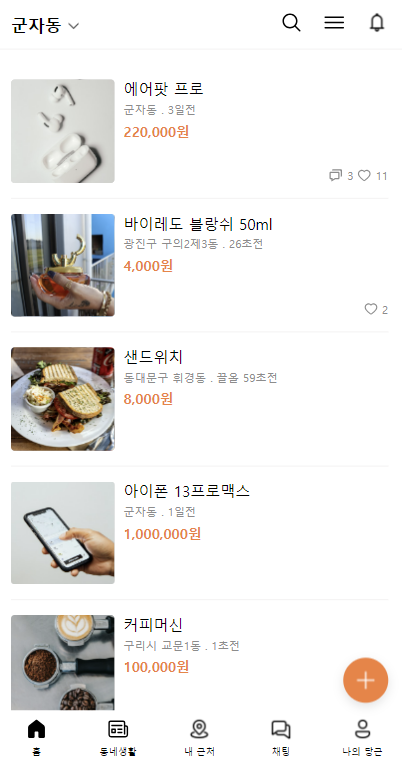 군자동
에어팟 프로
군자동 . 3일전
220,000원
3 11
바이레도 블랑쉬 50ml
광진구 구의2제3동 . 26초전
4,000원
2
샌드위치
동대문구 휘경동 . 끌올 59초전
8,000원
아이폰 13프로맥스
군자동 . 1일전
1,000,000원
커피머신
구리시 교문1동 . 1초전
100,000원
홈 동네생활 내 근처 채팅 나의 당근